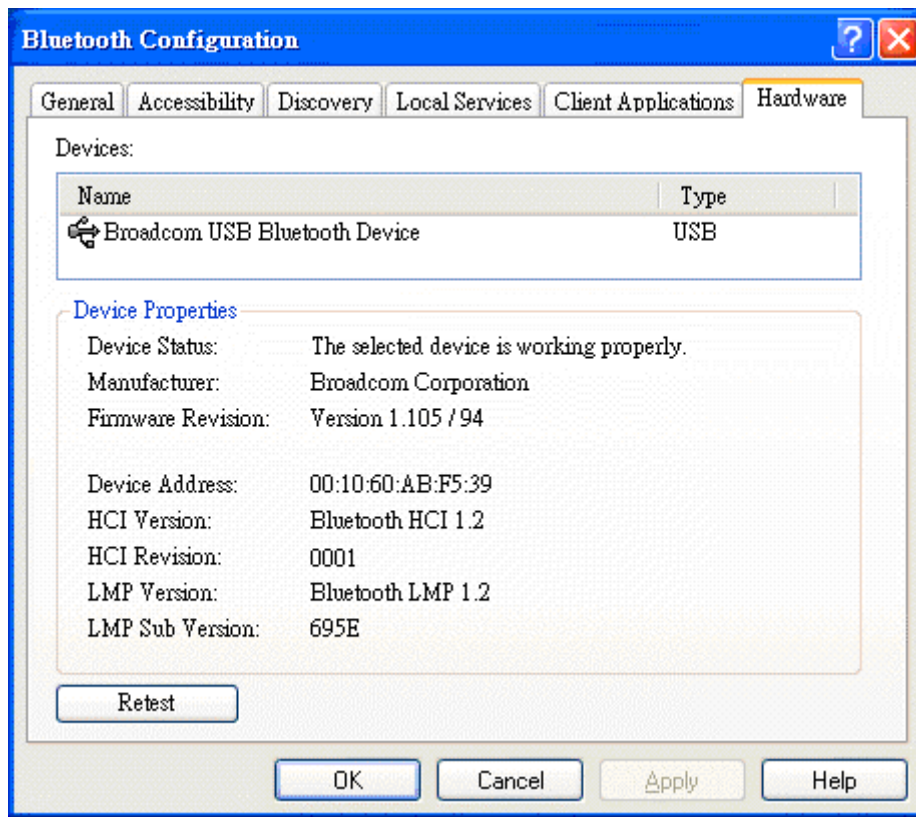 Bluetooth Configuration
?
General Accessibility Discovery Local Services Client Applications Hardware
Devices:
Name Type
Broadcom USB Bluetooth Device USB
Device Properties
Device Status: The selected device is working properly.
Manufacturer: Broadcom Corporation
Firmware Revision: Version 1.105 / 94
Device Address: 00:10:60:AB:F5:39
HCI Version: Bluetooth HCI 1.2
HCI Revision: 0001
LMP Version: Bluetooth LMP 1.2
LMP Sub Version: 695E
Retest
OK Cancel Apply Help